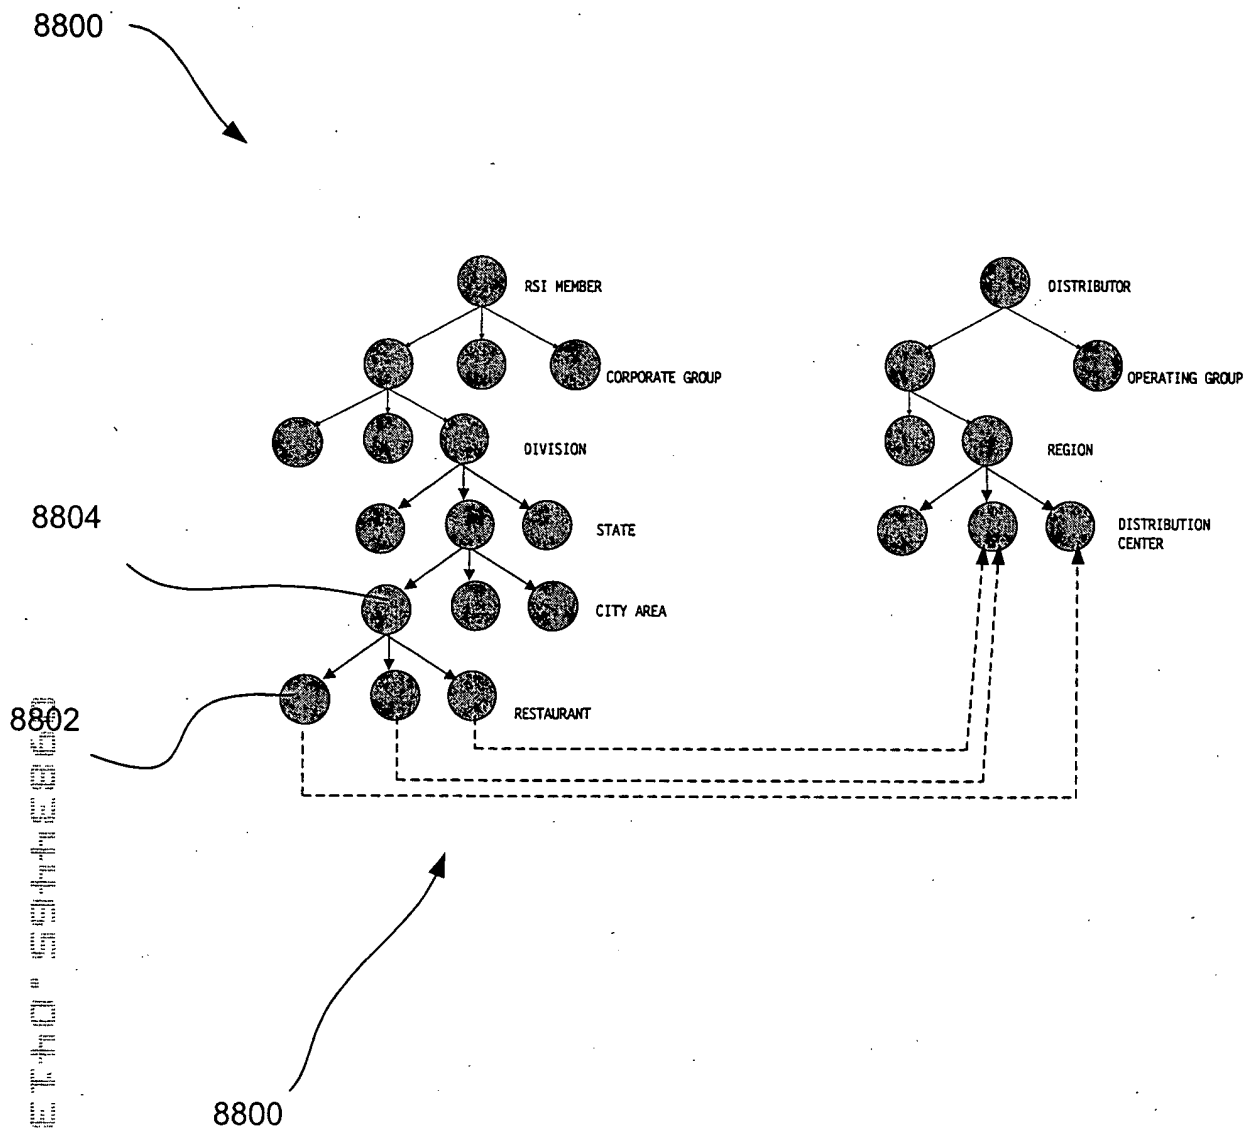 8800
RSI MEMBER
DISTRIBUTOR
CORPORATE GROUP
OPERATING GROUP
DIVISION
REGION
8804
STATE
DISTRIBUTION
CENTER
CITY AREA
8802
RESTAURANT
8800